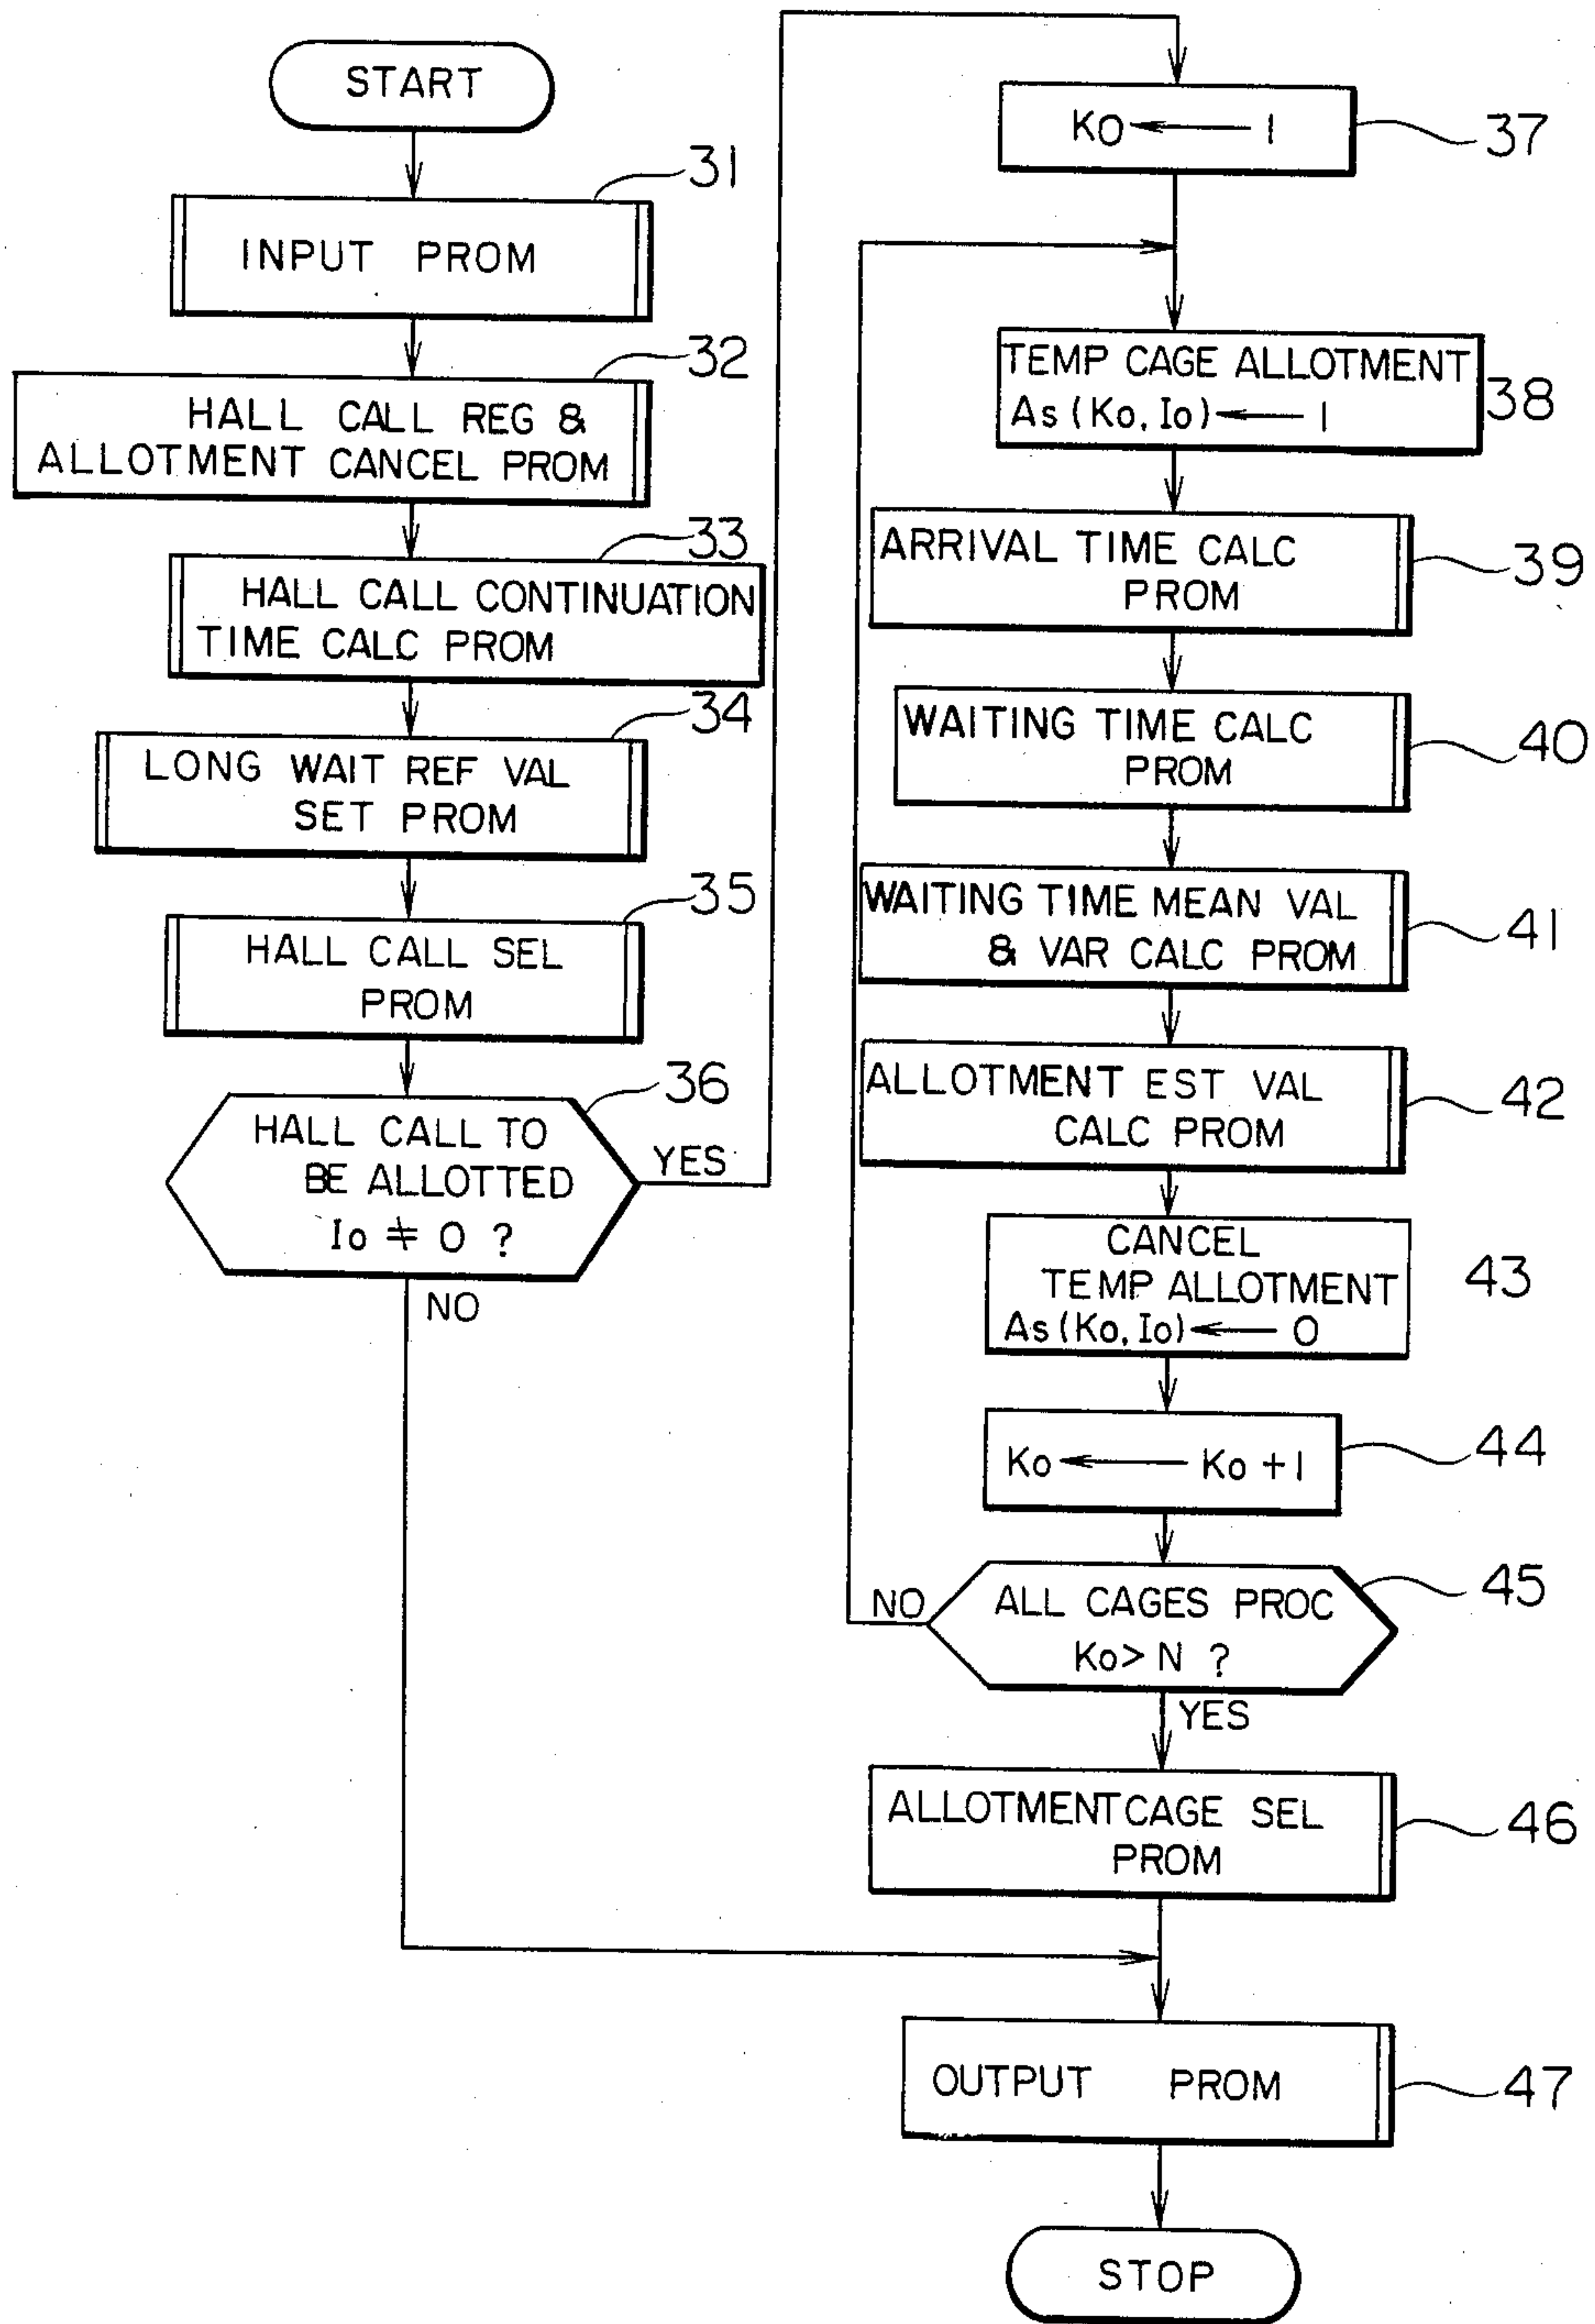 START
31
INPUT PROM
32
HALL CALL REG &
ALLOTMENT CANCEL PROM
33
HALL CALL CONTINUATION
TIME CALC PROM
34
LONG WAIT REF VAL
SET PROM
35
HALL CALL SEL
PROM
36
HALL CALL TO
BE ALLOTTED
Io ≠ 0 ?
YES
NO
Ko ← 1
37
TEMP CAGE ALLOTMENT
As (Ko, Io) ← 1
38
ARRIVAL TIME CALC
PROM
39
WAITING TIME CALC
PROM
40
WAITING TIME MEAN VAL
& VAR CALC PROM
41
ALLOTMENT EST VAL
CALC PROM
42
CANCEL
TEMP ALLOTMENT
As (Ko, Io) ← 0
43
Ko ← Ko + 1
44
ALL CAGES PROC
Ko > N ?
45
NO
YES
ALLOTMENT CAGE SEL
PROM
46
OUTPUT PROM
47
STOP